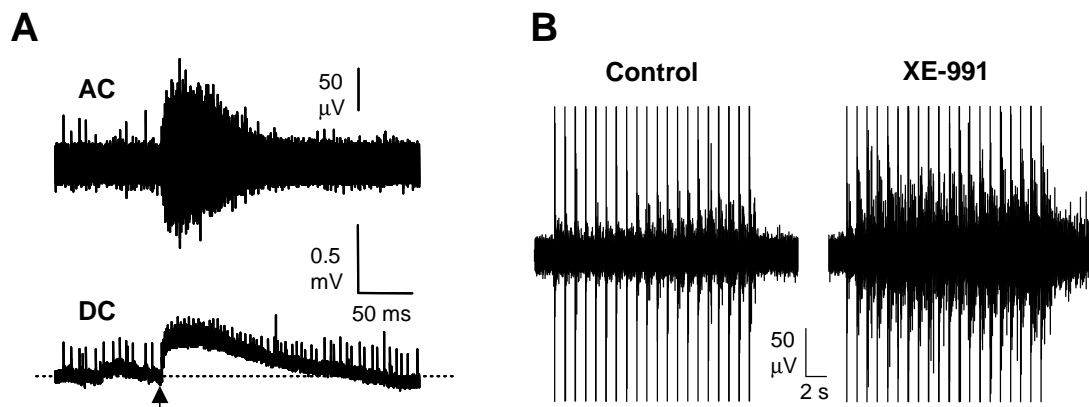 A
AC
50
μV
0.5
mV
50 ms
DC
B
Control
XE-991
50
μV
2 s